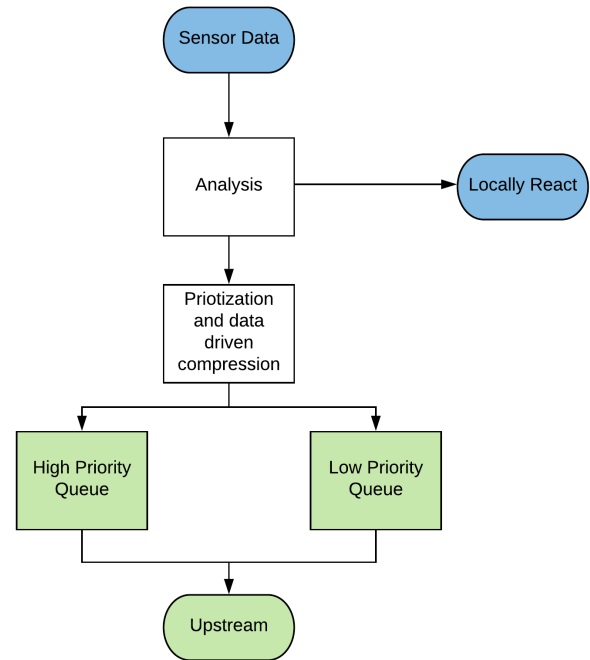 Sensor Data
Analysis
Locally React
Priotization
and data
driven
compression
High Priority
Queue
Low Priority
Queue
Upstream